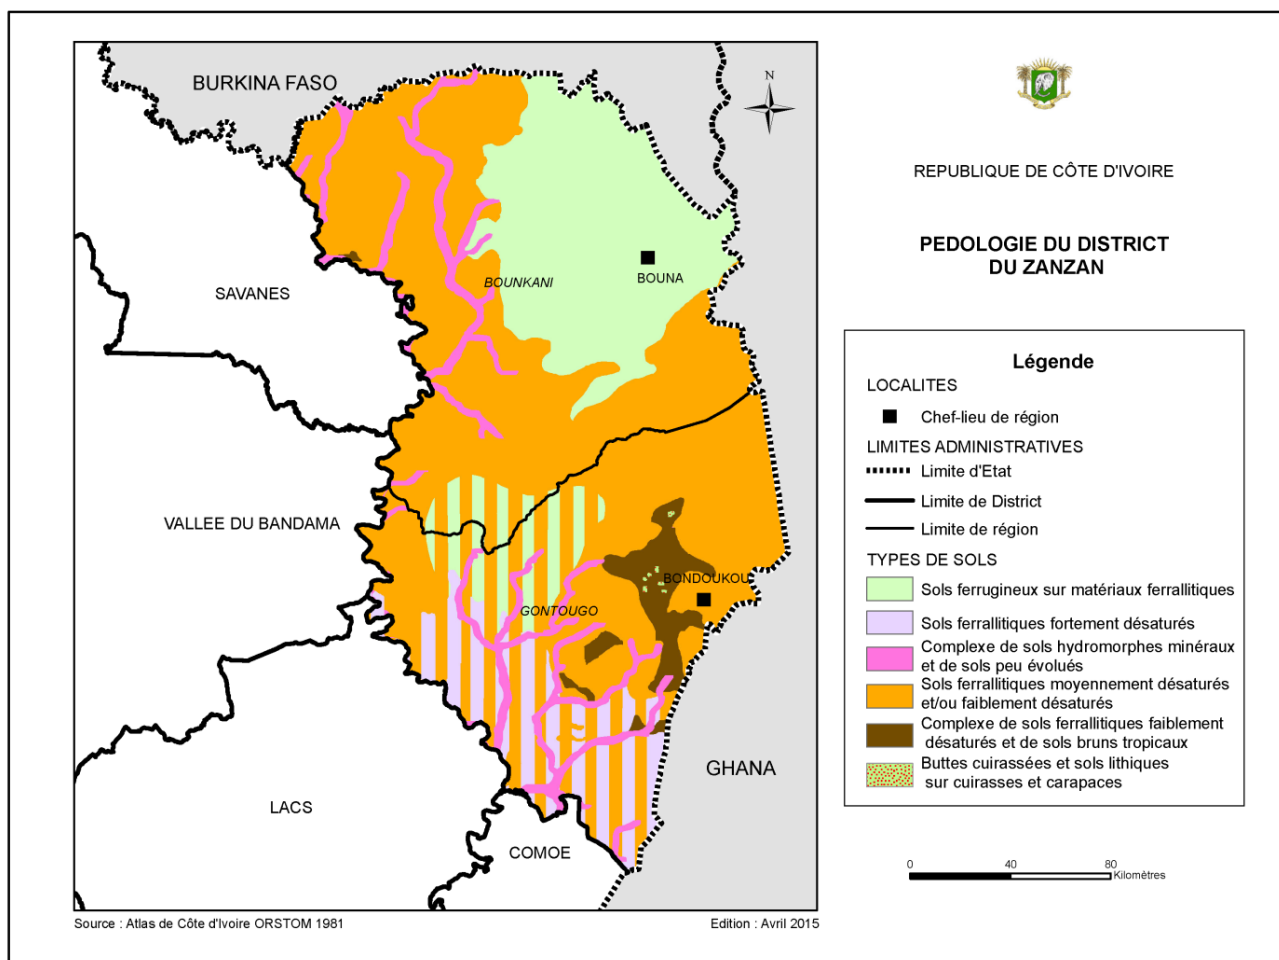 BURKINA FASO
N
SAVANES
BOUNKANI
BOUNA
VALLEE DU BANDAMA
BONDOUKOU
GONTOUGO
GHANA
LACS
COMOE
Source : Atlas de Côte d'Ivoire ORSTOM 1981
Edition : Avril 2015
REPUBLIQUE DE CÔTE D'IVOIRE
PEDOLOGIE DU DISTRICT
DU ZANZAN
Légende
LOCALITES
Chef-lieu de région
LIMITES ADMINISTRATIVES
Limite d'Etat
Limite de District
Limite de région
TYPES DE SOLS
Sols ferrugineux sur matériaux ferrallitiques
Sols ferrallitiques fortement désaturés
Complexe de sols hydromorphes minéraux
et de sols peu évolués
Sols ferrallitiques moyennement désaturés
et/ou faiblement désaturés
Complexe de sols ferrallitiques faiblement
désaturés et de sols bruns tropicaux
Buttes cuirassées et sols lithiques
sur cuirasses et carapaces
0 40 80
Kilomètres